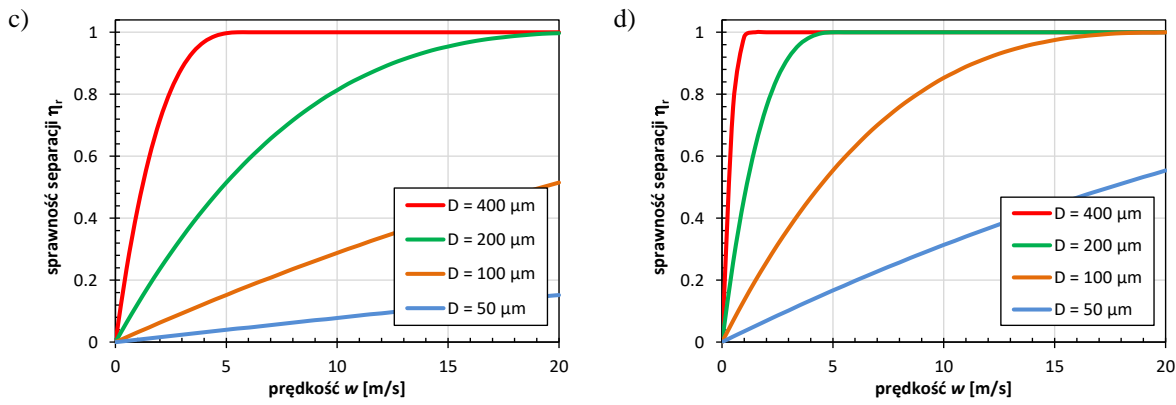 c)
sprawność separacji ηr
1
0.8
0.6
0.4
0.2
0
0 5 10 15 20
prędkość w [m/s]
D = 400 µm
D = 200 µm
D = 100 µm
D = 50 µm
d)
sprawność separacji ηr
1
0.8
0.6
0.4
0.2
0
0 5 10 15 20
prędkość w [m/s]
D = 400 µm
D = 200 µm
D = 100 µm
D = 50 µm